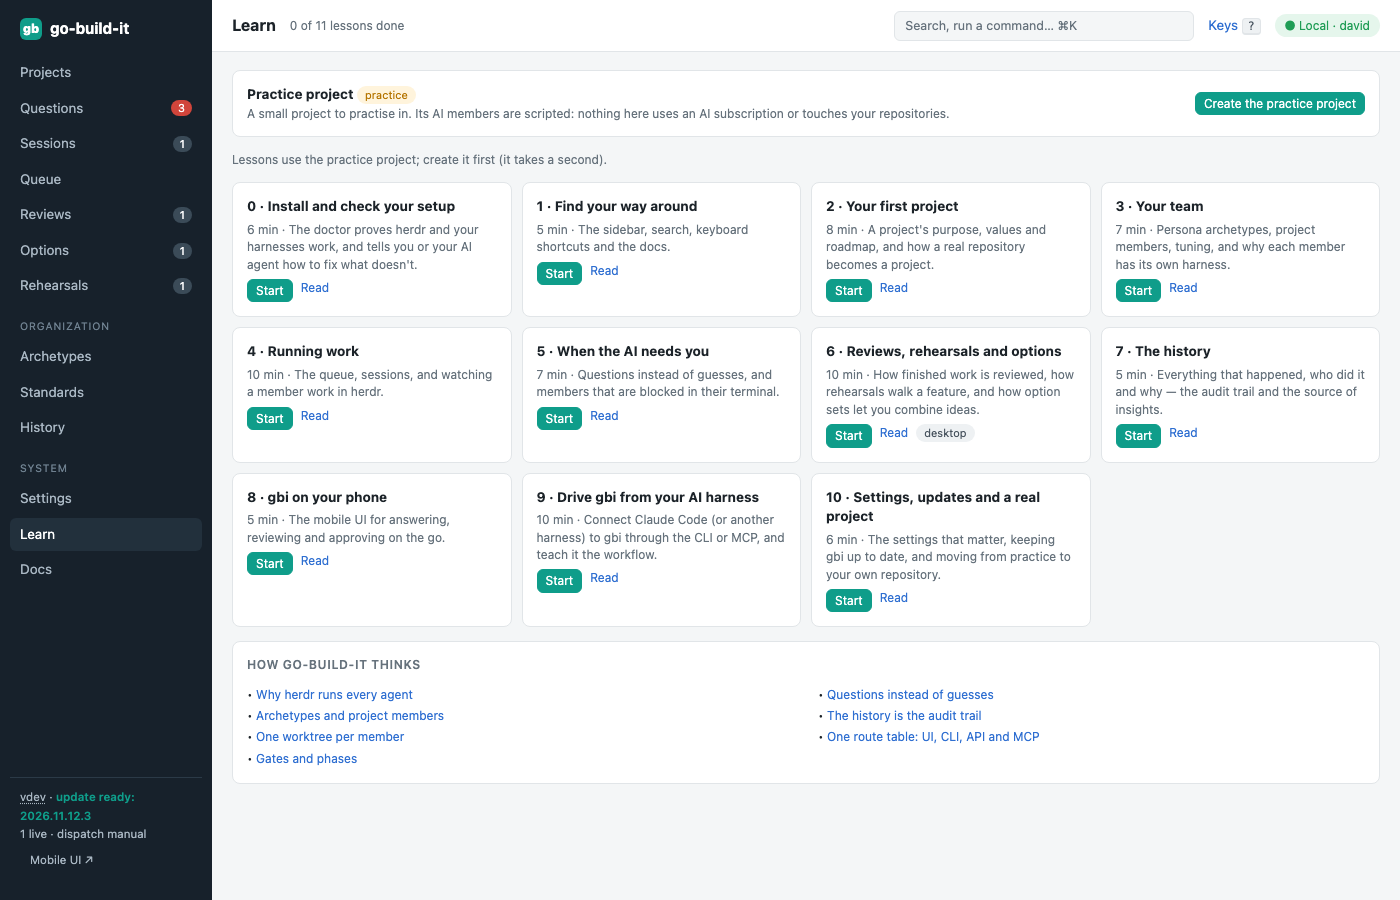 gb go-build-it
Projects
Questions 3
Sessions 1
Queue
Reviews 1
Options 1
Rehearsals 1
ORGANIZATION
Archetypes
Standards
History
SYSTEM
Settings
Learn
Docs
vdev · update ready:
2026.11.12.3
1 live · dispatch manual
Mobile UI ↗
Learn 0 of 11 lessons done
Search, run a command... ⌘K
Keys ?
Local · david
Practice project practice
A small project to practise in. Its AI members are scripted: nothing here uses an AI subscription or touches your repositories.
Create the practice project
Lessons use the practice project; create it first (it takes a second).
0 · Install and check your setup
6 min · The doctor proves herdr and your
harnesses work, and tells you or your AI
agent how to fix what doesn't.
Start Read
1 · Find your way around
5 min · The sidebar, search, keyboard
shortcuts and the docs.
Start Read
2 · Your first project
8 min · A project's purpose, values and
roadmap, and how a real repository
becomes a project.
Start Read
3 · Your team
7 min · Persona archetypes, project
members, tuning, and why each member
has its own harness.
Start Read
4 · Running work
10 min · The queue, sessions, and watching
a member work in herdr.
Start Read
5 · When the AI needs you
7 min · Questions instead of guesses, and
members that are blocked in their terminal.
Start Read
6 · Reviews, rehearsals and options
10 min · How finished work is reviewed, how
rehearsals walk a feature, and how option
sets let you combine ideas.
Start Read desktop
7 · The history
5 min · Everything that happened, who did it
and why — the audit trail and the source of
insights.
Start Read
8 · gbi on your phone
5 min · The mobile UI for answering,
reviewing and approving on the go.
Start Read
9 · Drive gbi from your AI harness
10 min · Connect Claude Code (or another
harness) to gbi through the CLI or MCP, and
teach it the workflow.
Start Read
10 · Settings, updates and a real
project
6 min · The settings that matter, keeping
gbi up to date, and moving from practice to
your own repository.
Start Read
HOW GO-BUILD-IT THINKS
• Why herdr runs every agent
• Archetypes and project members
• One worktree per member
• Gates and phases
• Questions instead of guesses
• The history is the audit trail
• One route table: UI, CLI, API and MCP